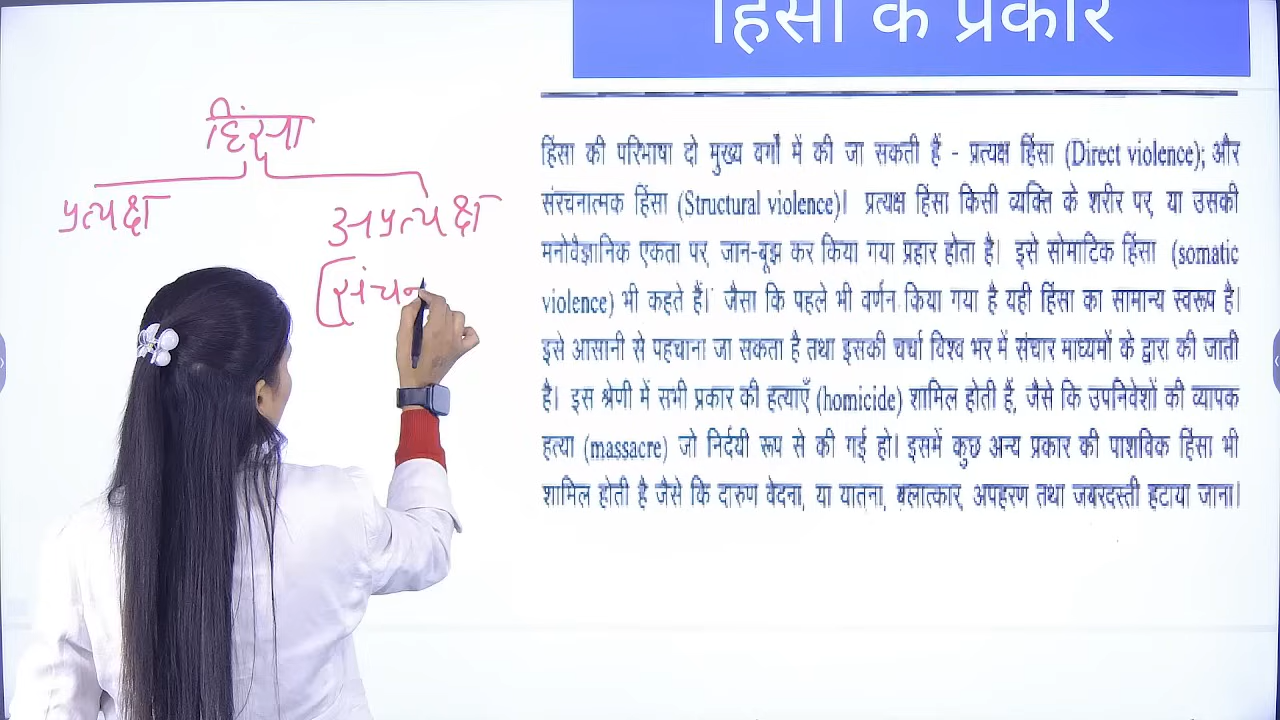 हिंसा के प्रकार
हिंसा
प्रत्यक्ष
अप्रत्यक्ष
(संचन
हिंसा की परिभाषा दो मुख्य वर्गों में की जा सकती हैं - प्रत्यक्ष हिंसा (Direct violence); और
संरचनात्मक हिंसा (Structural violence)। प्रत्यक्ष हिंसा किसी व्यक्ति के शरीर पर, या उसकी
मनोवैज्ञानिक एकता पर, जान-बूझ कर किया गया प्रहार होता है। इसे सोमाटिक हिंसा (somatic
violence) भी कहते हैं। जैसा कि पहले भी वर्णन किया गया है यही हिंसा का सामान्य स्वरूप है।
इसे आसानी से पहचाना जा सकता है तथा इसकी चर्चा विश्व भर में संचार माध्यमों के द्वारा की जाती
है। इस श्रेणी में सभी प्रकार की हत्याएँ (homicide) शामिल होती हैं, जैसे कि उपनिवेशों की व्यापक
हत्या (massacre) जो निर्दयी रूप से की गई हो। इसमें कुछ अन्य प्रकार की पाशविक हिंसा भी
शामिल होती है जैसे कि दारुण वेदना, या यातना, बलात्कार, अपहरण तथा जबरदस्ती हटाया जाना।